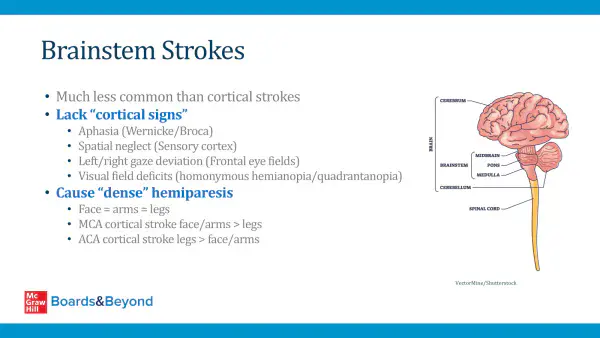 Brainstem Strokes
• Much less common than cortical strokes
• Lack “cortical signs”
• Aphasia (Wernicke/Broca)
• Spatial neglect (Sensory cortex)
• Left/right gaze deviation (Frontal eye fields)
• Visual field deficits (homonymous hemianopia/quadrantanopia)
• Cause “dense” hemiparesis
• Face = arms = legs
• MCA cortical stroke face/arms > legs
• ACA cortical stroke legs > face/arms
CEREBRUM
BRAIN
MIDBRAIN
BRAINSTEM
PONS
MEDULLA
CEREBELLUM
SPINAL CORD
VectorMine/Shutterstock
Mc
Graw
Hill
Boards&Beyond